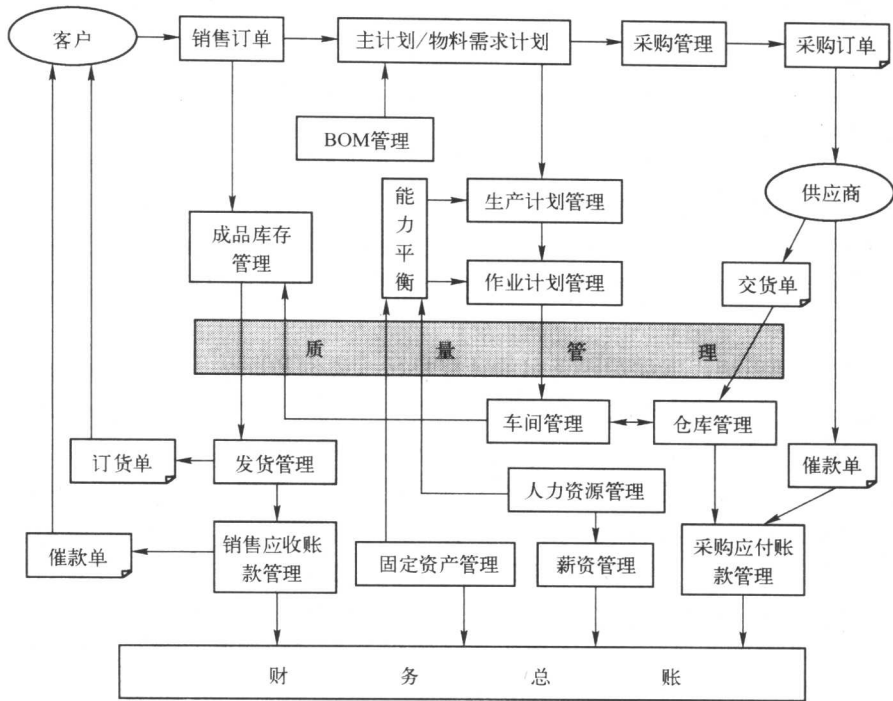 客户
销售订单
主计划/物料需求计划
采购管理
采购订单
BOM管理
能力平衡
生产计划管理
供应商
成品库存
管理
作业计划管理
交货单
质量管理
车间管理
仓库管理
订货单
发货管理
人力资源管理
催款单
催款单
销售应收账
款管理
固定资产管理
薪资管理
采购应付账
款管理
财务总账